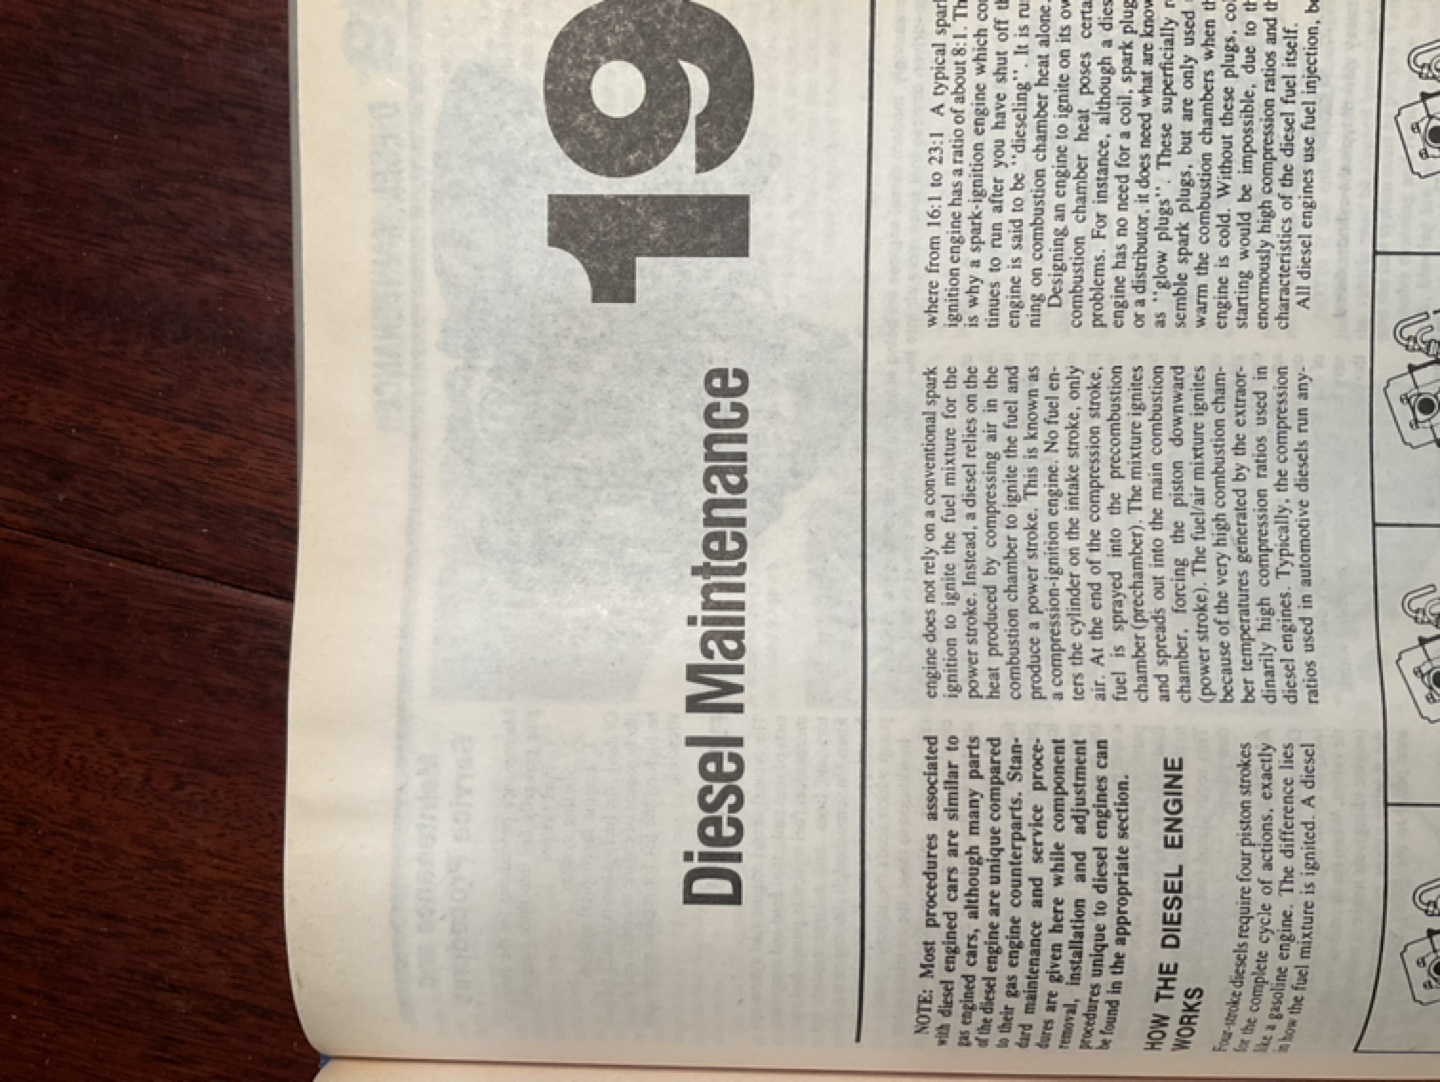 Diesel Maintenance 19
NOTE: Most procedures associated
with diesel engined cars are similar to
gas engined cars, although many parts
of the diesel engine are unique compared
to their gas engine counterparts. Stan-
dard maintenance and service proce-
dures are given here while component
removal, installation and adjustment
procedures unique to diesel engines can
be found in the appropriate section.
HOW THE DIESEL ENGINE
WORKS
Four-stroke diesels require four piston strokes
for the complete cycle of actions, exactly
like a gasoline engine. The difference lies
in how the fuel mixture is ignited. A diesel
engine does not rely on a conventional spark
ignition to ignite the fuel mixture for the
power stroke. Instead, a diesel relies on the
heat produced by compressing air in the
combustion chamber to ignite the fuel and
produce a power stroke. This is known as
a compression-ignition engine. No fuel en-
ters the cylinder on the intake stroke, only
air. At the end of the compression stroke,
fuel is sprayed into the precombustion
chamber (prechamber). The mixture ignites
and spreads out into the main combustion
chamber, forcing the piston downward
(power stroke). The fuel/air mixture ignites
because of the very high combustion cham-
ber temperatures generated by the extraor-
dinarily high compression ratios used in
diesel engines. Typically, the compression
ratios used in automotive diesels run any-
where from 16:1 to 23:1 A typical spar
ignition engine has a ratio of about 8:1. Th
is why a spark-ignition engine which co
tinues to run after you have shut off th
engine is said to be "dieseling". It is ru
ning on combustion chamber heat alone.
Designing an engine to ignite on its ow
combustion chamber heat poses certa
problems. For instance, although a dies
engine has no need for a coil, spark plug
or a distributor, it does need what are know
as "glow plugs". These superficially r
semble spark plugs, but are only used
warm the combustion chambers when th
engine is cold. Without these plugs, co
starting would be impossible, due to th
enormously high compression ratios and th
characteristics of the diesel fuel itself.
All diesel engines use fuel injection, b